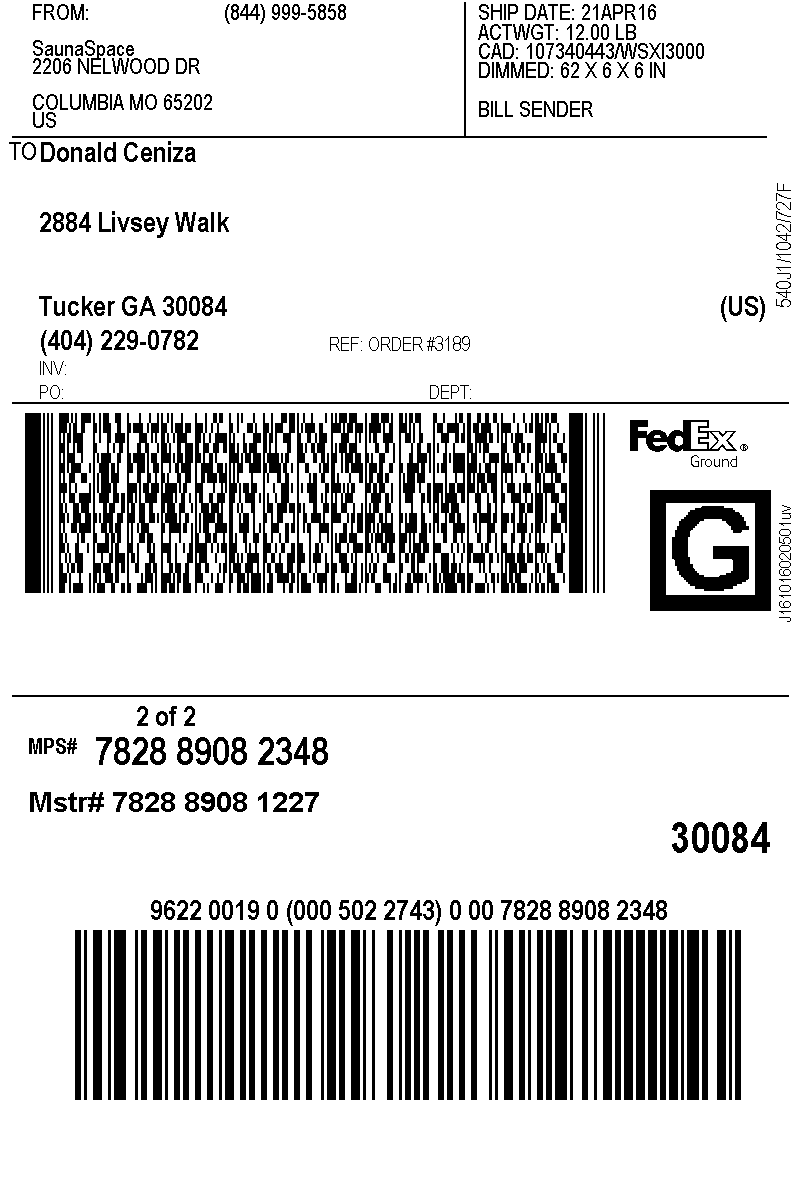 FROM: (844) 999-5858
SaunaSpace
2206 NELWOOD DR
COLUMBIA MO 65202
US
SHIP DATE: 21APR16
ACTWGT: 12.00 LB
CAD: 107340443/WSXI3000
DIMMED: 62 X 6 X 6 IN
BILL SENDER
TO Donald Ceniza
2884 Livsey Walk
Tucker GA 30084 (US)
(404) 229-0782 REF: ORDER #3189
INV:
PO: DEPT:
540J1/1042/727F
FedEx®
Ground
G
J161016020501uv
2 of 2
MPS# 7828 8908 2348
Mstr# 7828 8908 1227
30084
9622 0019 0 (000 502 2743) 0 00 7828 8908 2348